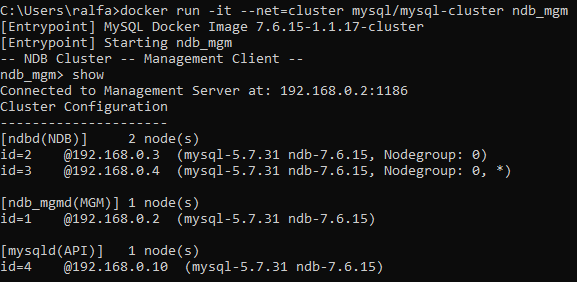 C:\Users\ralfa>docker run -it --net=cluster mysql/mysql-cluster ndb_mgm
[Entrypoint] MySQL Docker Image 7.6.15-1.1.17-cluster
[Entrypoint] Starting ndb_mgm
-- NDB Cluster -- Management Client --
ndb_mgm> show
Connected to Management Server at: 192.168.0.2:1186
Cluster Configuration
---------------------
[ndbd(NDB)]     2 node(s)
id=2    @192.168.0.3  (mysql-5.7.31 ndb-7.6.15, Nodegroup: 0)
id=3    @192.168.0.4  (mysql-5.7.31 ndb-7.6.15, Nodegroup: 0, *)
[ndb_mgmd(MGM)] 1 node(s)
id=1    @192.168.0.2  (mysql-5.7.31 ndb-7.6.15)
[mysqld(API)]   1 node(s)
id=4    @192.168.0.10  (mysql-5.7.31 ndb-7.6.15)